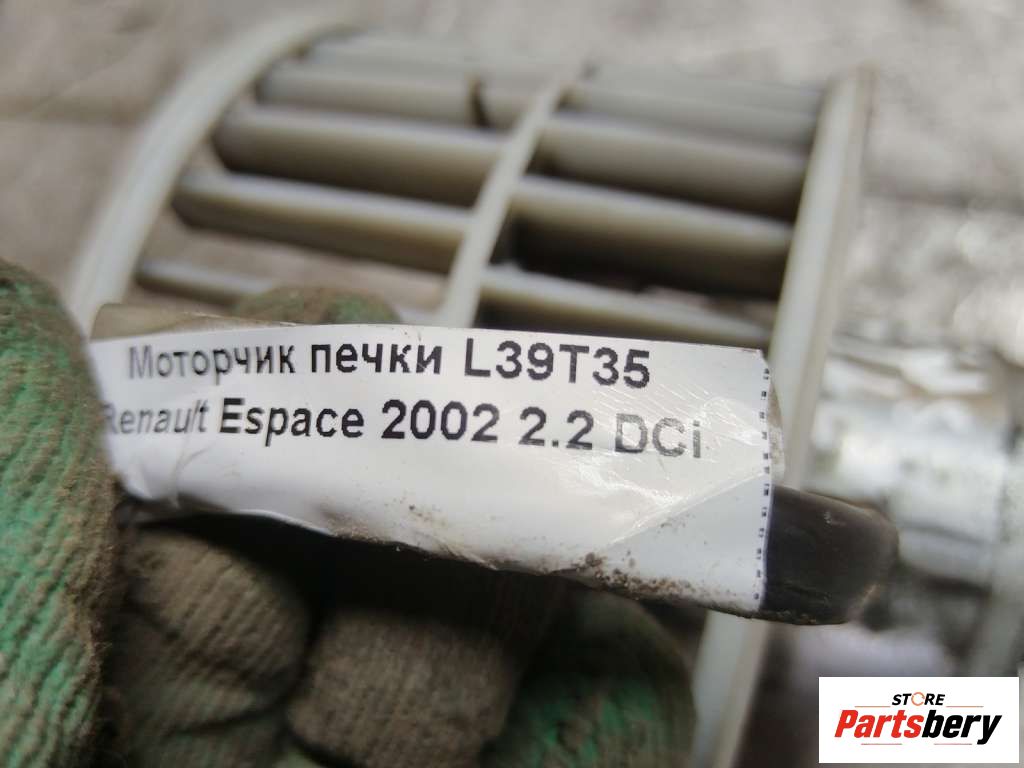 Моторчик печки L39T35
Renault Espace 2002 2.2 DCi
STORE
Partsbery